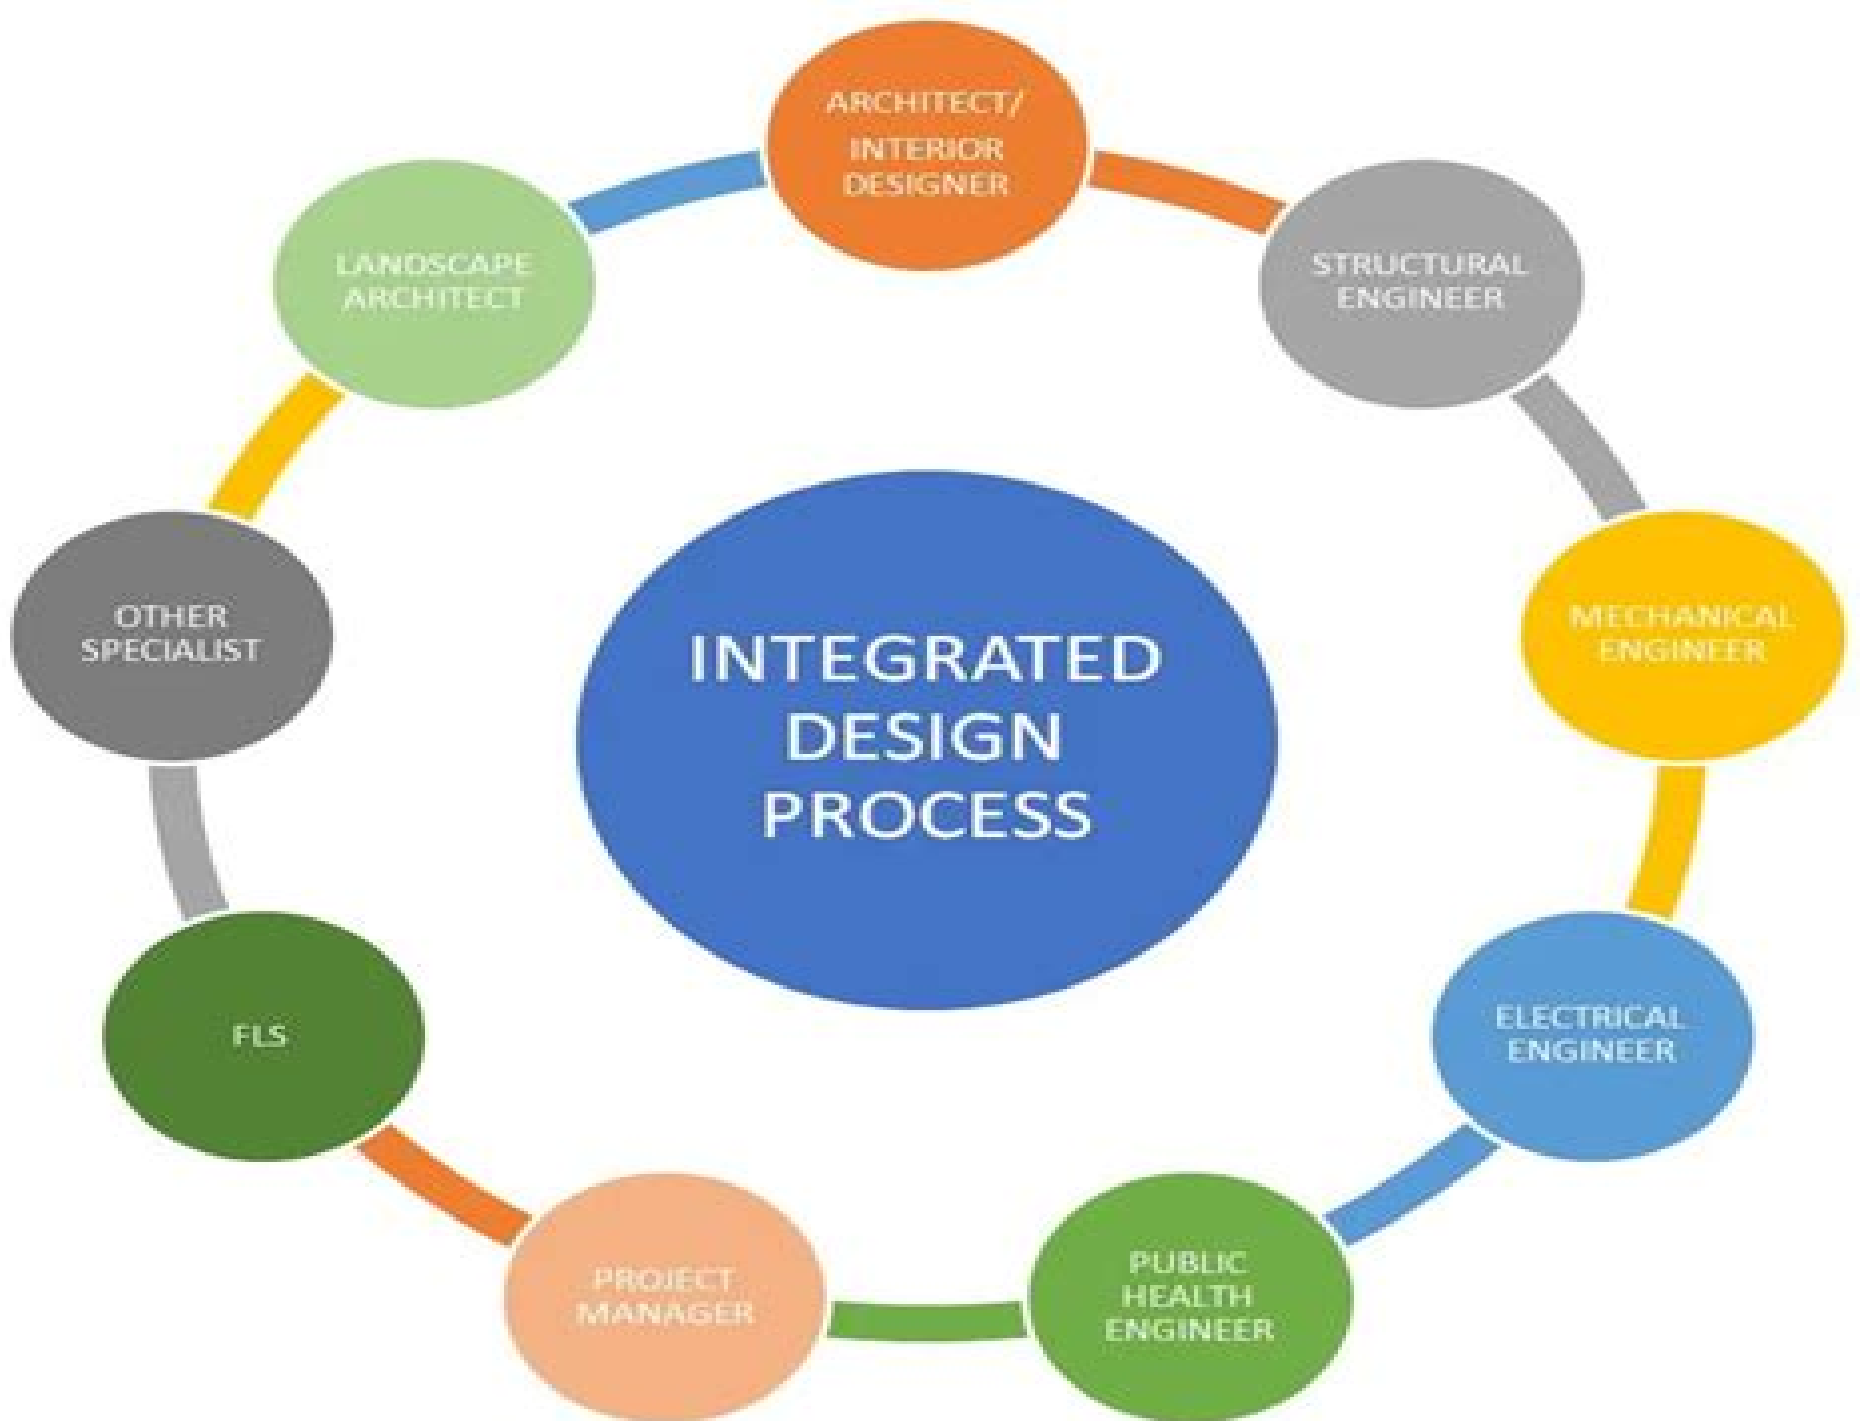 ARCHITECT/
INTERIOR
DESIGNER
STRUCTURAL
ENGINEER
MECHANICAL
ENGINEER
ELECTRICAL
ENGINEER
PUBLIC
HEALTH
ENGINEER
PROJECT
MANAGER
FLS
OTHER
SPECIALIST
LANDSCAPE
ARCHITECT
INTEGRATED
DESIGN
PROCESS